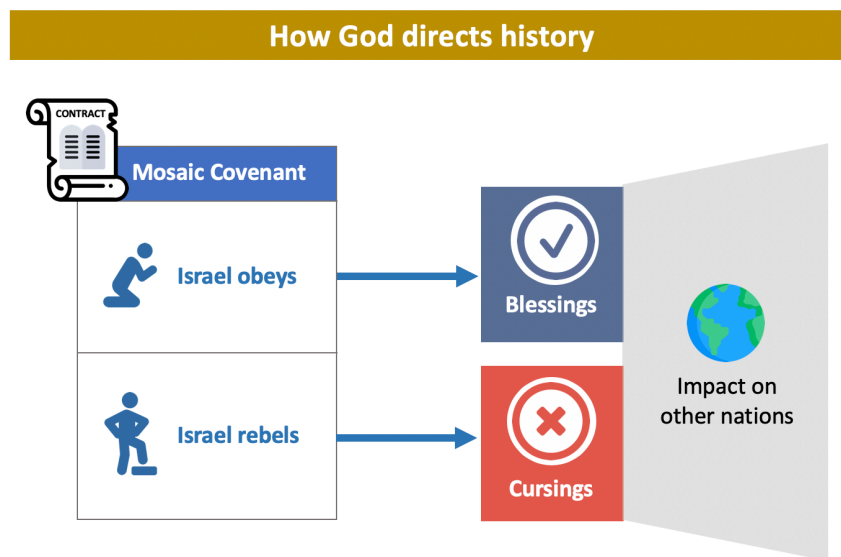 How God directs history
CONTRACT
Mosaic Covenant
Israel obeys
Blessings
Israel rebels
Cursings
Impact on
other nations